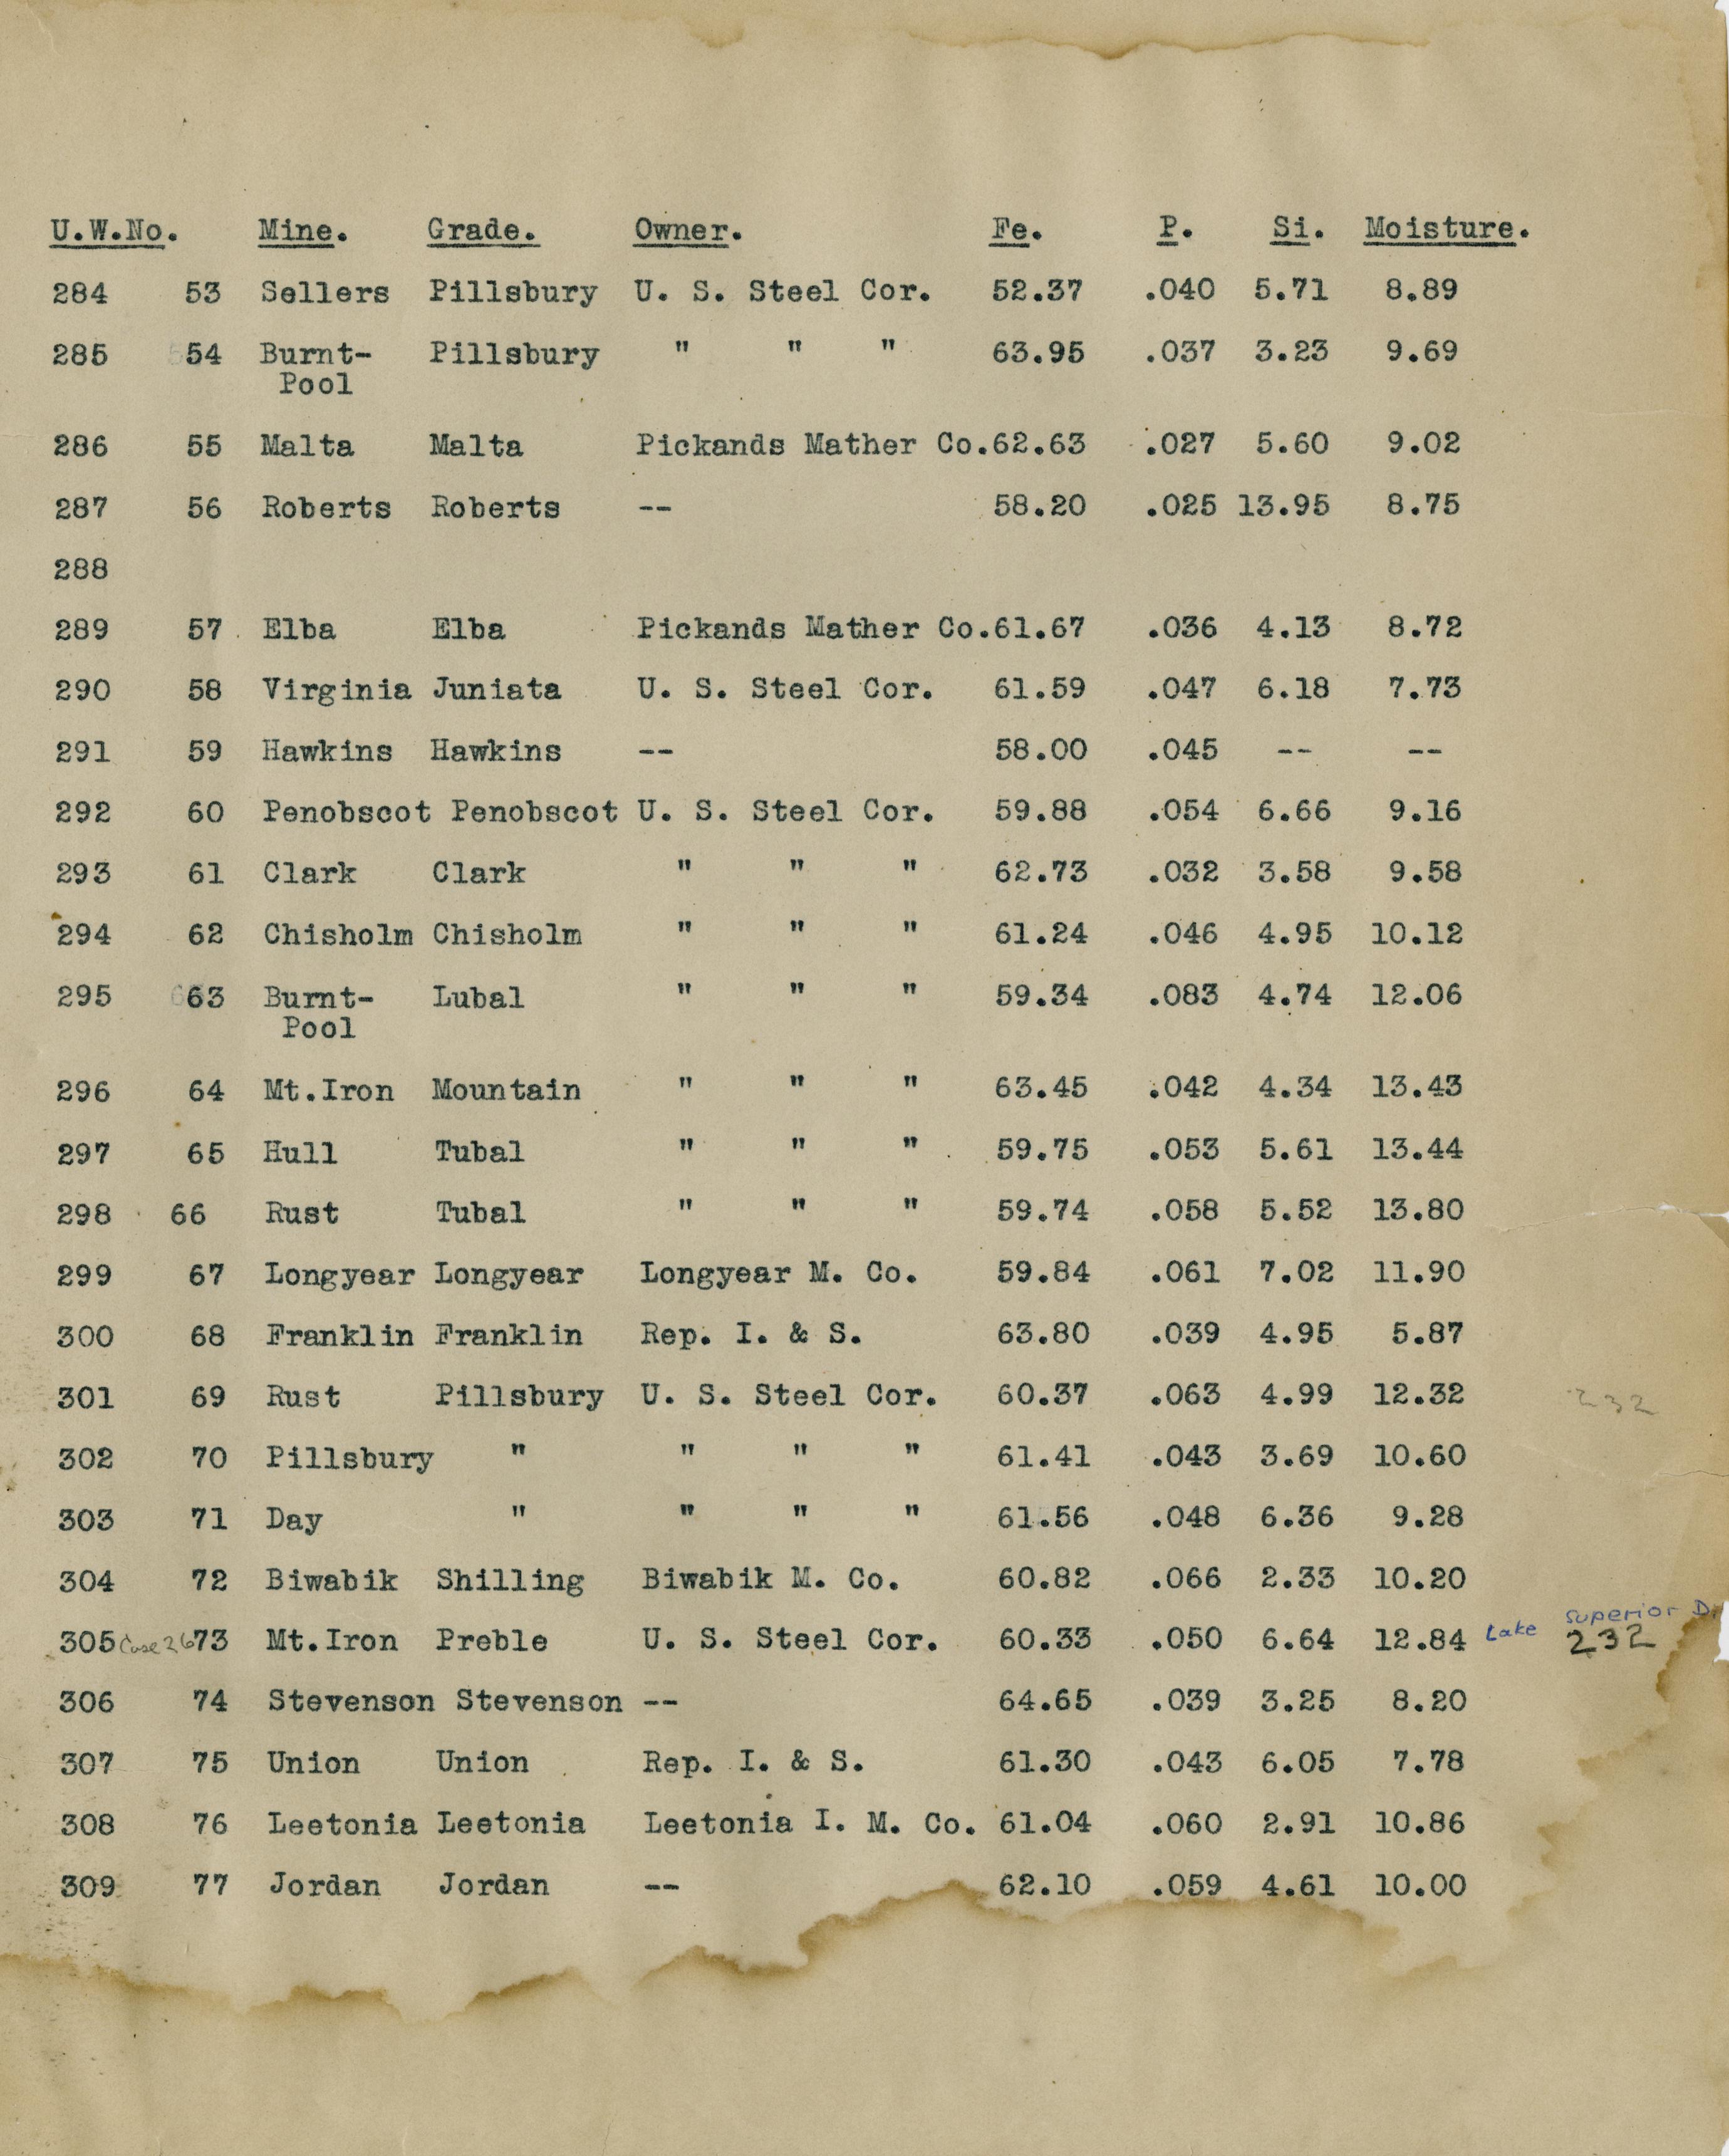 U.W.No. Mine. Grade. Owner. Fe. P. Si. Moisture.
284 53 Sellers Pillsbury U. S. Steel Cor. 52.37 .040 5.71 8.89
285 54 Burnt- Pillsbury " " " 63.95 .037 3.23 9.69
Pool
286 55 Malta Malta Pickands Mather Co.62.63 .027 5.60 9.02
287 56 Roberts Roberts -- 58.20 .025 13.95 8.75
288
289 57 Elba Elba Pickands Mather Co.61.67 .036 4.13 8.72
290 58 Virginia Juniata U. S. Steel Cor. 61.59 .047 6.18 7.73
291 59 Hawkins Hawkins -- 58.00 .045 -- --
292 60 Penobscot Penobscot U. S. Steel Cor. 59.88 .054 6.66 9.16
293 61 Clark Clark " " " 62.73 .032 3.58 9.58
294 62 Chisholm Chisholm " " " 61.24 .046 4.95 10.12
295 63 Burnt- Lubal " " " 59.34 .083 4.74 12.06
Pool
296 64 Mt.Iron Mountain " " " 63.45 .042 4.34 13.43
297 65 Hull Tubal " " " 59.75 .053 5.61 13.44
298 66 Rust Tubal " " " 59.74 .058 5.52 13.80
299 67 Longyear Longyear Longyear M. Co. 59.84 .061 7.02 11.90
300 68 Franklin Franklin Rep. I. & S. 63.80 .039 4.95 5.87
301 69 Rust Pillsbury U. S. Steel Cor. 60.37 .063 4.99 12.32 232
302 70 Pillsbury " " " " 61.41 .043 3.69 10.60
303 71 Day " " " " 61.56 .048 6.36 9.28
304 72 Biwabik Shilling Biwabik M. Co. 60.82 .066 2.33 10.20
305 Case 26 73 Mt.Iron Preble U. S. Steel Cor. 60.33 .050 6.64 12.84 Lake Superior D
232
306 74 Stevenson Stevenson -- 64.65 .039 3.25 8.20
307 75 Union Union Rep. I. & S. 61.30 .043 6.05 7.78
308 76 Leetonia Leetonia Leetonia I. M. Co. 61.04 .060 2.91 10.86
309 77 Jordan Jordan -- 62.10 .059 4.61 10.00